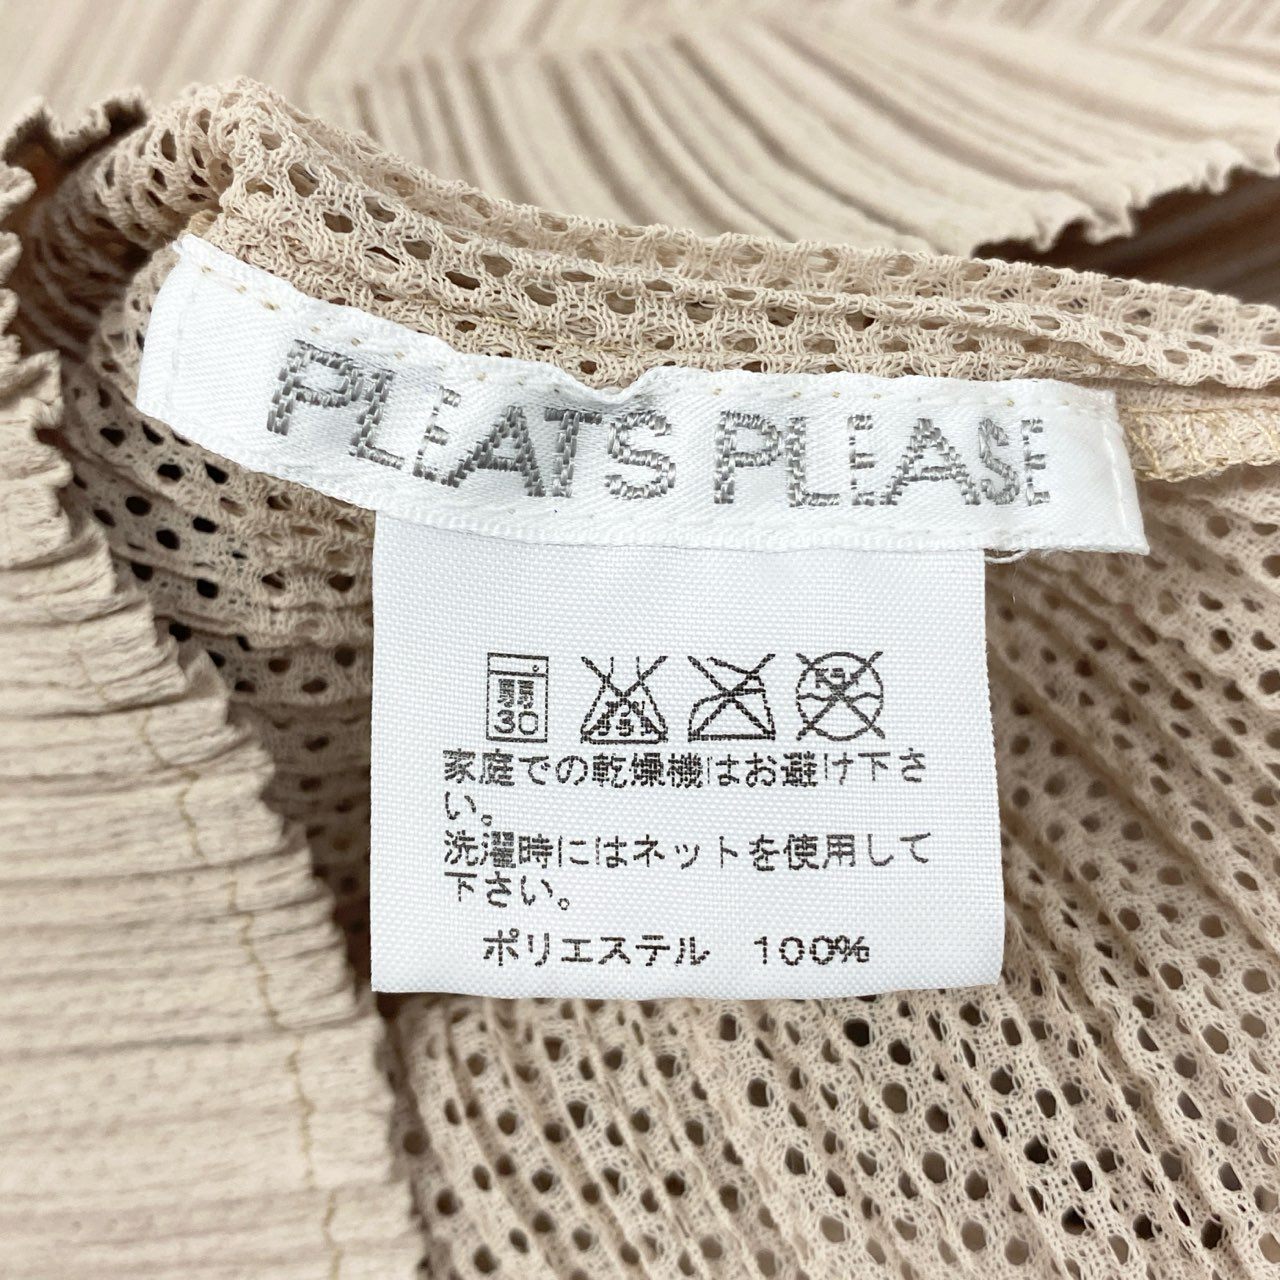 PLEATS PLEASE
30
家庭での乾燥機はお避け下さ
い。
洗濯時にはネットを使用して
下さい。
ポリエステル 100%